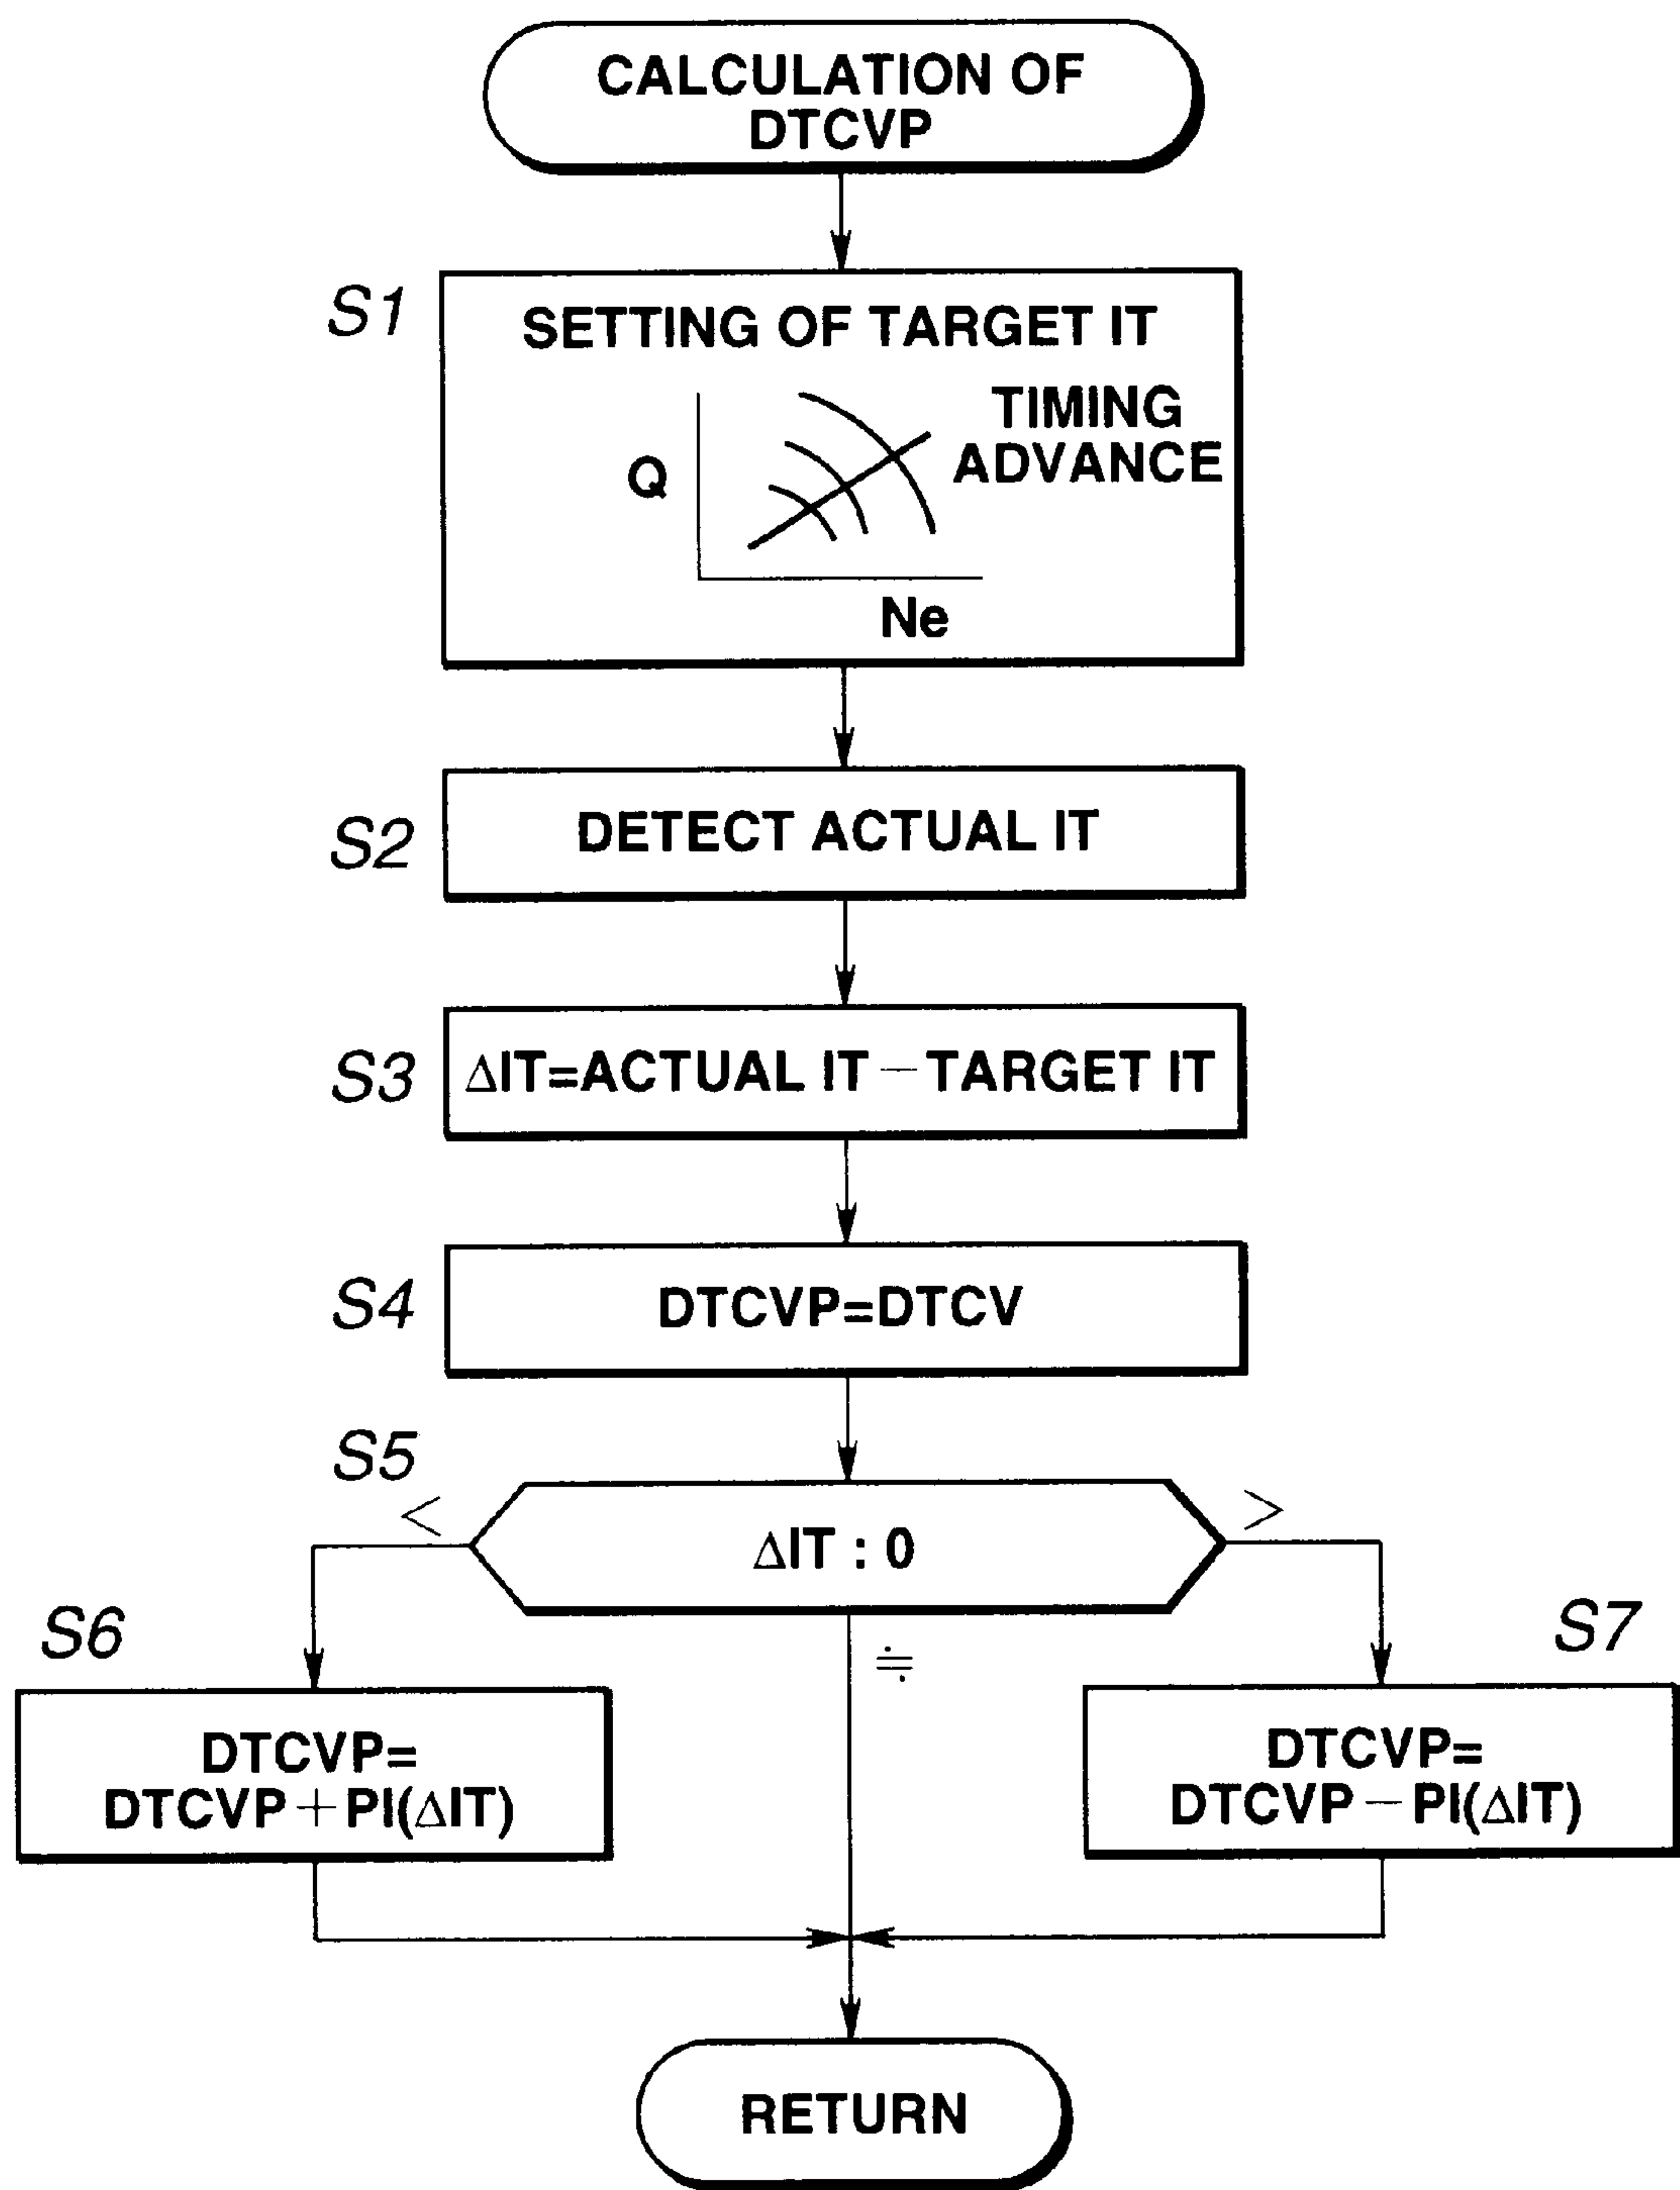 CALCULATION OF
DTCVP
S1
SETTING OF TARGET IT
TIMING
ADVANCE
Q
Ne
S2
DETECT ACTUAL IT
S3
ΔIT=ACTUAL IT－TARGET IT
S4
DTCVP=DTCV
S5
<
>
ΔIT : 0
≒
S6
DTCVP=
DTCVP＋PI(ΔIT)
S7
DTCVP=
DTCVP－PI(ΔIT)
RETURN